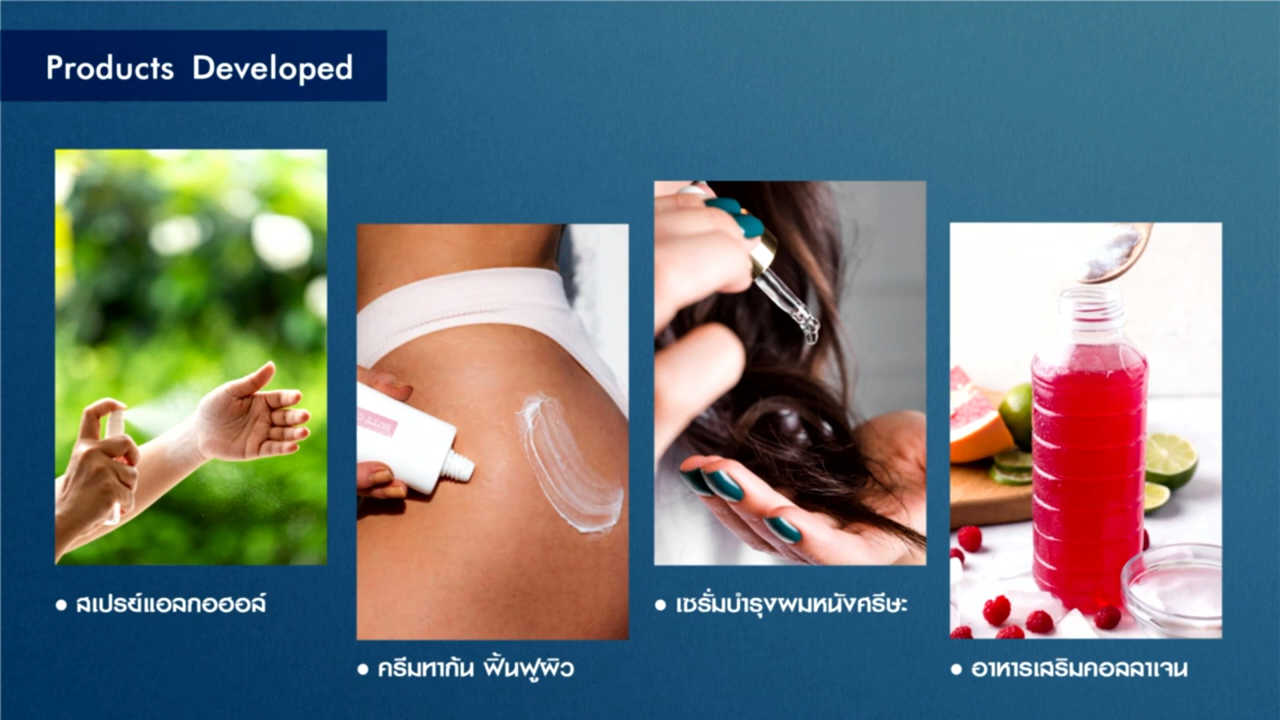 Products Developed
• สเปรย์แอลกอฮอล์
• ครีมทาก้น ฟื้นฟูผิว
• เซรั่มบำรุงผมหนังศรีษะ
• อาหารเสริมคอลลาเจน